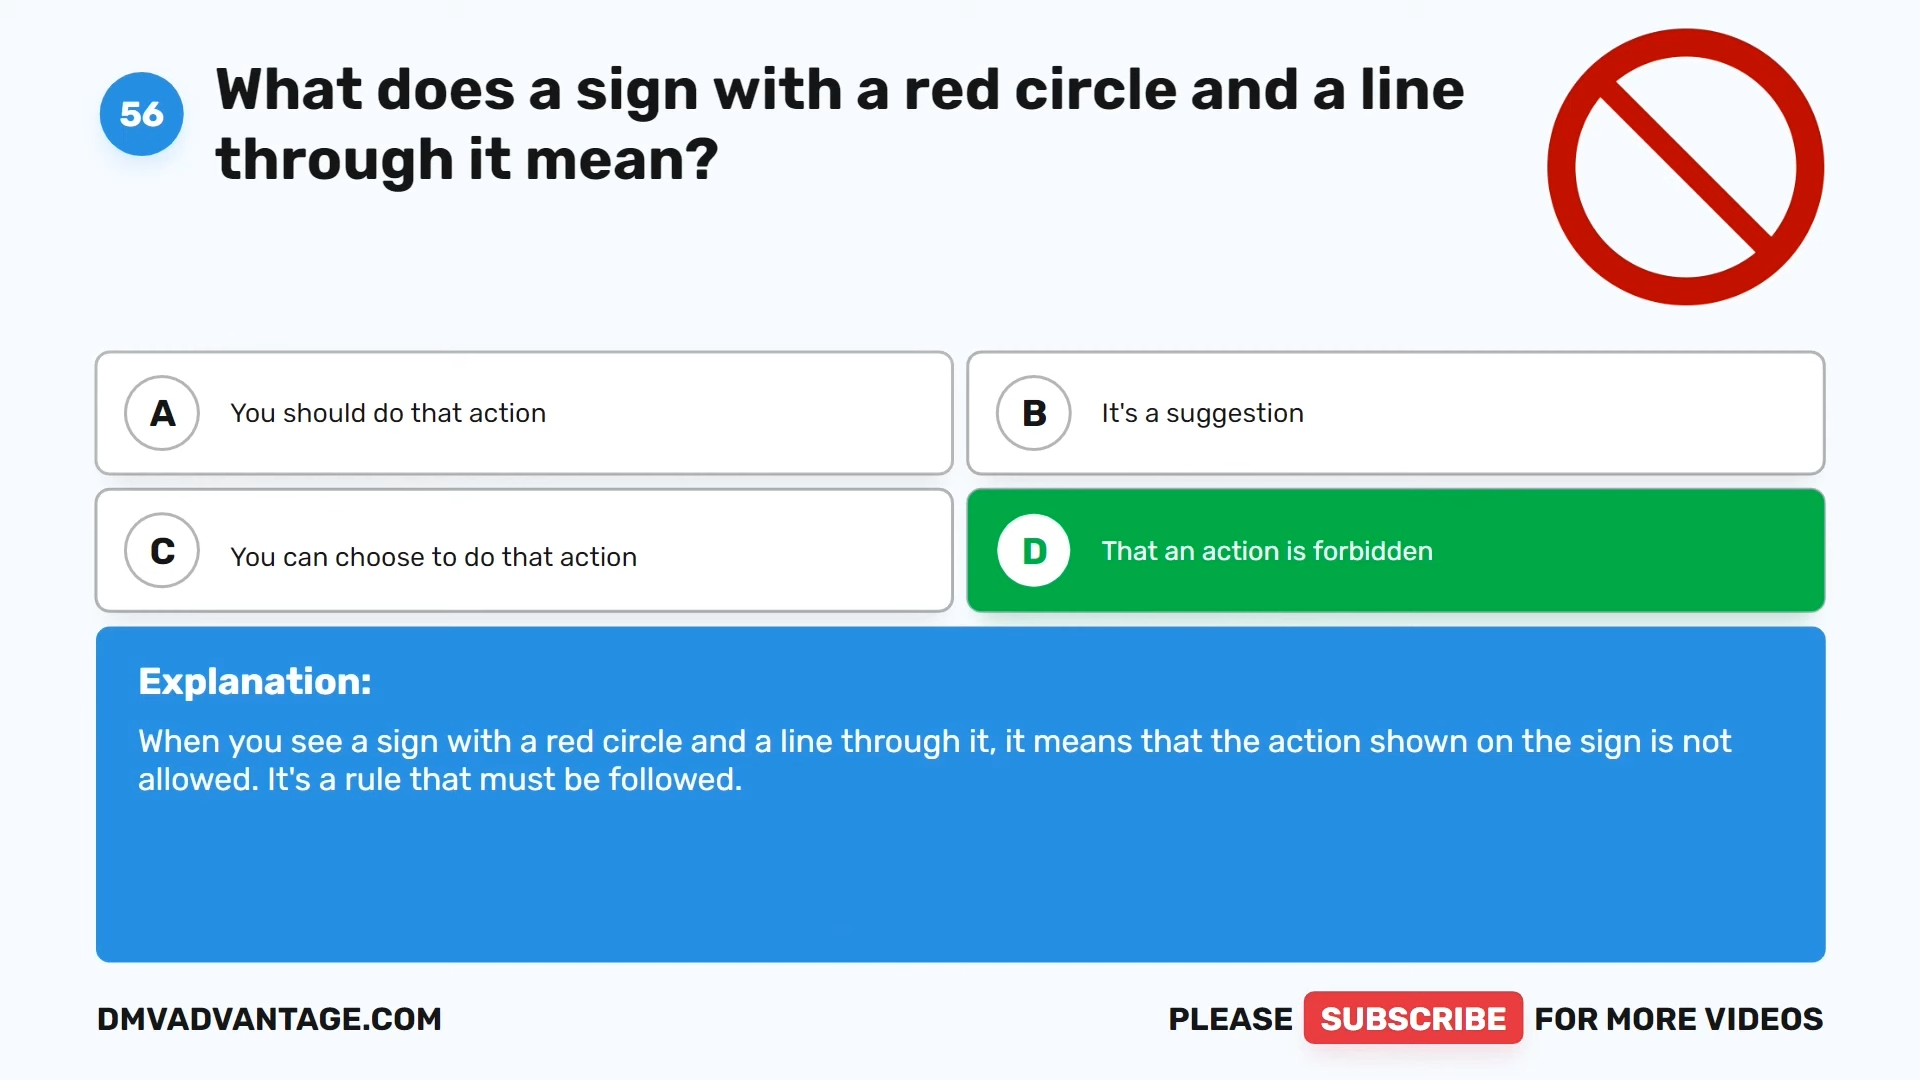 56
What does a sign with a red circle and a line
through it mean?
A
You should do that action
B
It's a suggestion
C
You can choose to do that action
D
That an action is forbidden
Explanation:
When you see a sign with a red circle and a line through it, it means that the action shown on the sign is not
allowed. It's a rule that must be followed.
DMVADVANTAGE.COM
PLEASE SUBSCRIBE FOR MORE VIDEOS